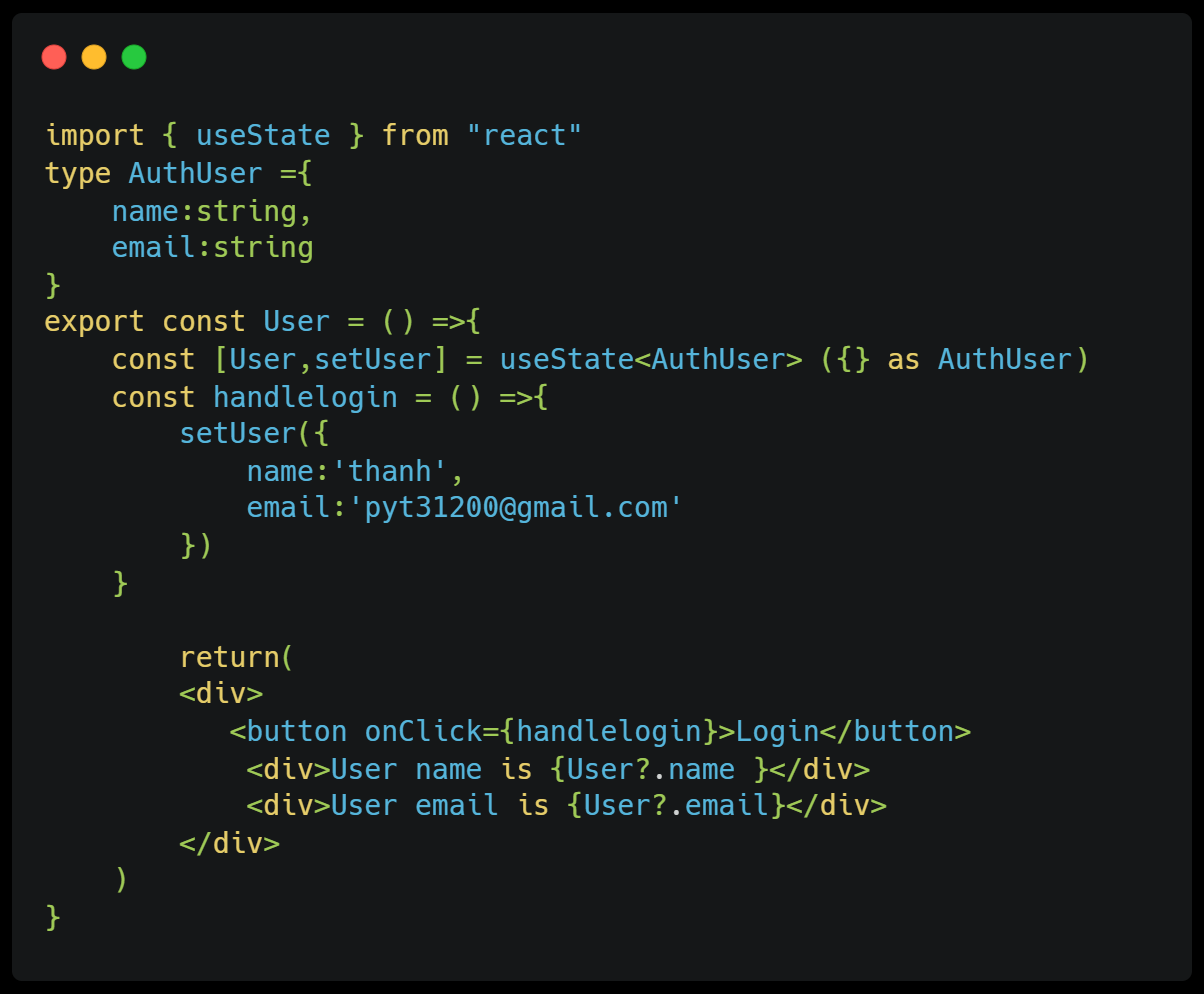 import { useState } from "react"
type AuthUser ={
    name:string,
    email:string
}
export const User = () =>{
    const [User,setUser] = useState<AuthUser> ({} as AuthUser)
    const handlelogin = () =>{
        setUser({
            name:'thanh',
            email:'pyt31200@gmail.com'
        })
    }

        return(
        <div>
           <button onClick={handlelogin}>Login</button>
            <div>User name is {User?.name }</div>
            <div>User email is {User?.email}</div>
        </div>
    )
}